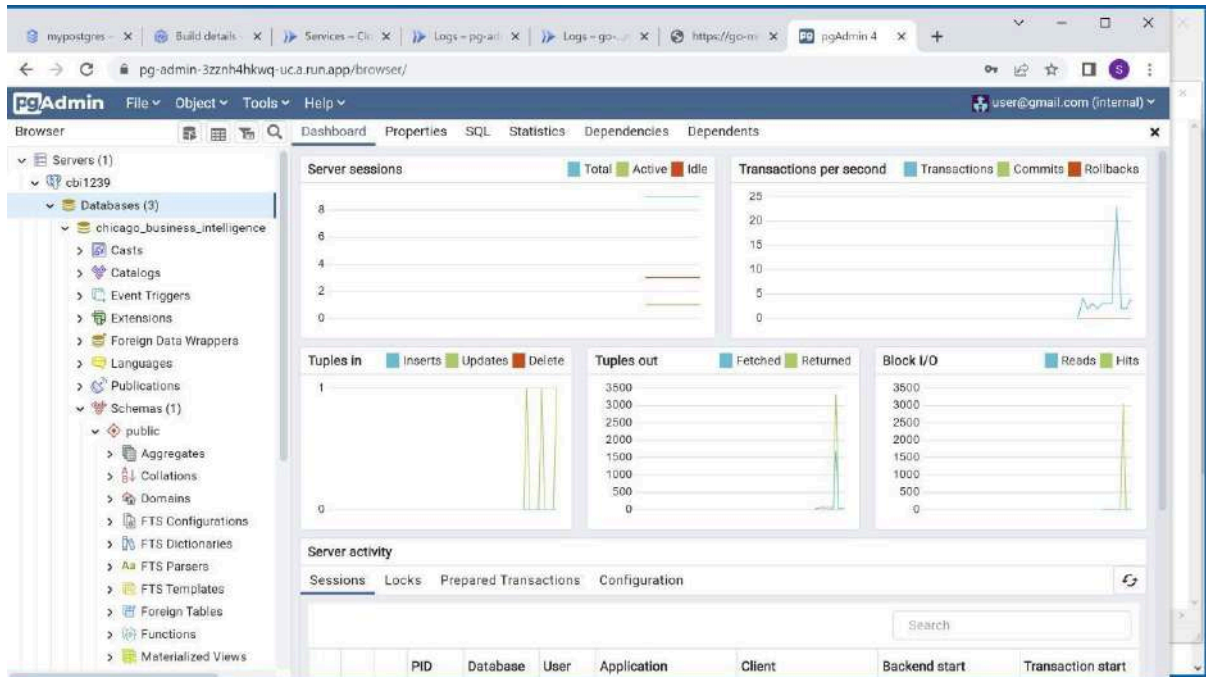 mypostgres - Build details - Services - Cl Logs - pg-ad Logs - go- https://go-m pgAdmin 4
pg-admin-3zznh4hkwq-uc.a.run.app/browser/ S
pgAdmin File Object Tools Help user@gmail.com (internal)
Browser Dashboard Properties SQL Statistics Dependencies Dependents
Servers (1)
cbi1239
Databases (3)
chicago_business_intelligence
Casts
Catalogs
Event Triggers
Extensions
Foreign Data Wrappers
Languages
Publications
Schemas (1)
public
Aggregates
Collations
Domains
FTS Configurations
FTS Dictionaries
FTS Parsers
FTS Templates
Foreign Tables
Functions
Materialized Views
Server sessions Total Active Idle
8
6
4
2
0
Transactions per second Transactions Commits Rollbacks
25
20
15
10
5
0
Tuples in Inserts Updates Delete
1
0
Tuples out Fetched Returned
3500
3000
2500
2000
1500
1000
500
0
Block I/O Reads Hits
3500
3000
2500
2000
1500
1000
500
0
Server activity
Sessions Locks Prepared Transactions Configuration
Search
PID Database User Application Client Backend start Transaction start